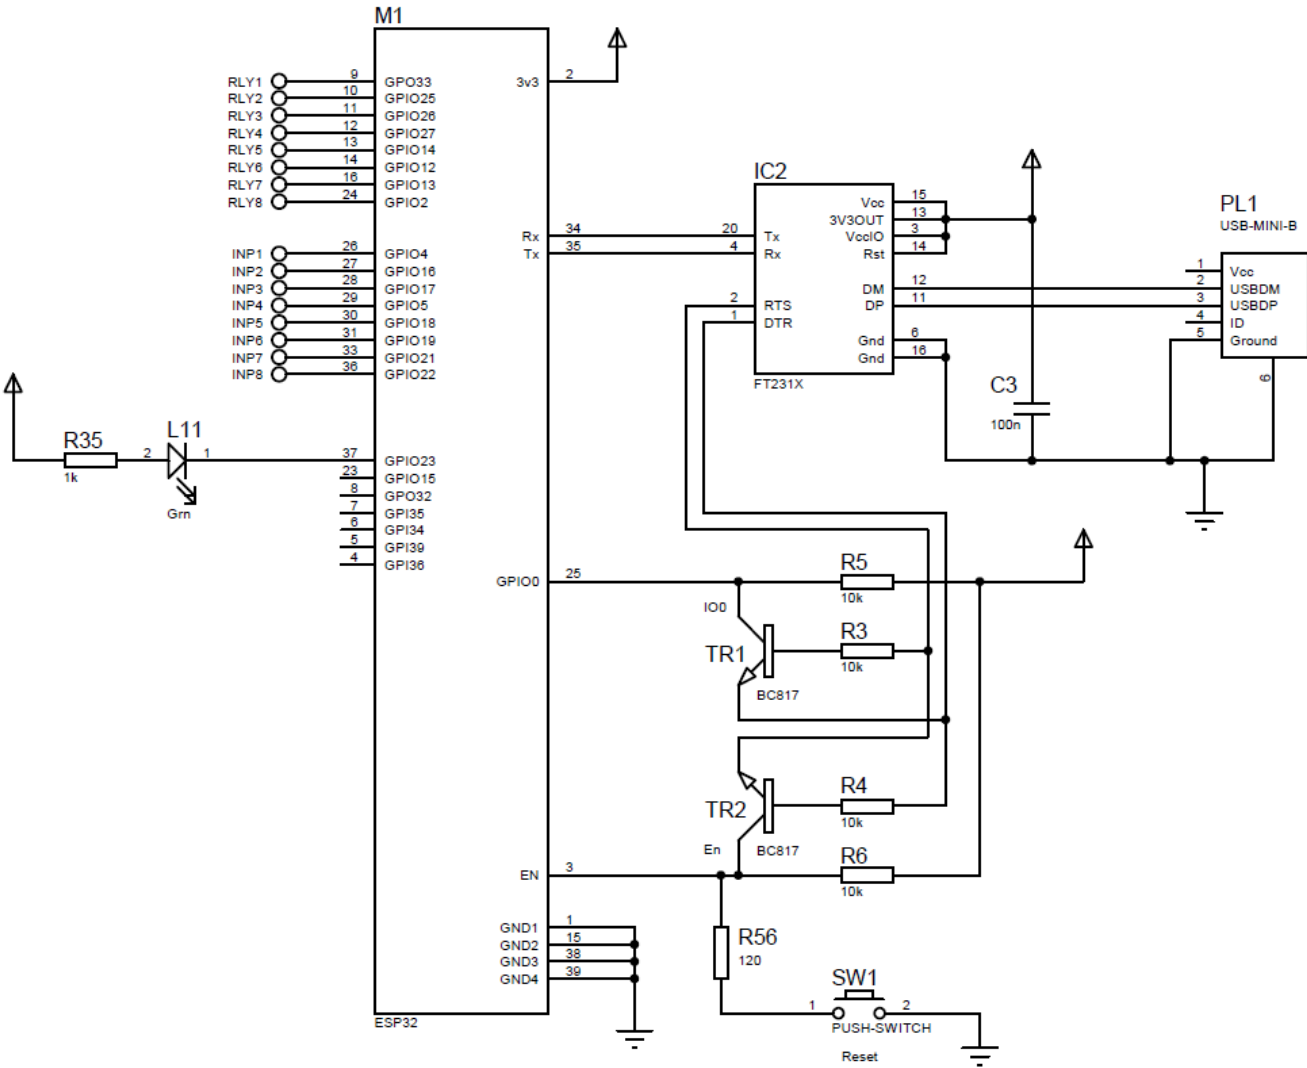 M1
RLY1 9 GPO33
RLY2 10 GPIO25
RLY3 11 GPIO26
RLY4 12 GPIO27
RLY5 13 GPIO14
RLY6 14 GPIO12
RLY7 16 GPIO13
RLY8 24 GPIO2
INP1 26 GPIO4
INP2 27 GPIO16
INP3 28 GPIO17
INP4 29 GPIO5
INP5 30 GPIO18
INP6 31 GPIO19
INP7 33 GPIO21
INP8 36 GPIO22
R35
1k
2
L11
1
Grn
37 GPIO23
23 GPIO15
8 GPO32
7 GPI35
6 GPI34
5 GPI39
4 GPI36
3v3 2
Rx 34
Tx 35
GPIO0 25
EN 3
GND1 1
GND2 15
GND3 38
GND4 39
ESP32
IC2
20 Tx
4 Rx
2 RTS
1 DTR
Vcc 15
3V3OUT 13
VccIO 3
Rst 14
DM 12
DP 11
Gnd 6
Gnd 16
FT231X
C3
100n
PL1
USB-MINI-B
1 Vcc
2 USBDM
3 USBDP
4 ID
5 Ground
6
R5
10k
IO0
R3
10k
TR1
BC817
R4
10k
TR2
BC817
En
R6
10k
R56
120
SW1
1 2
PUSH-SWITCH
Reset